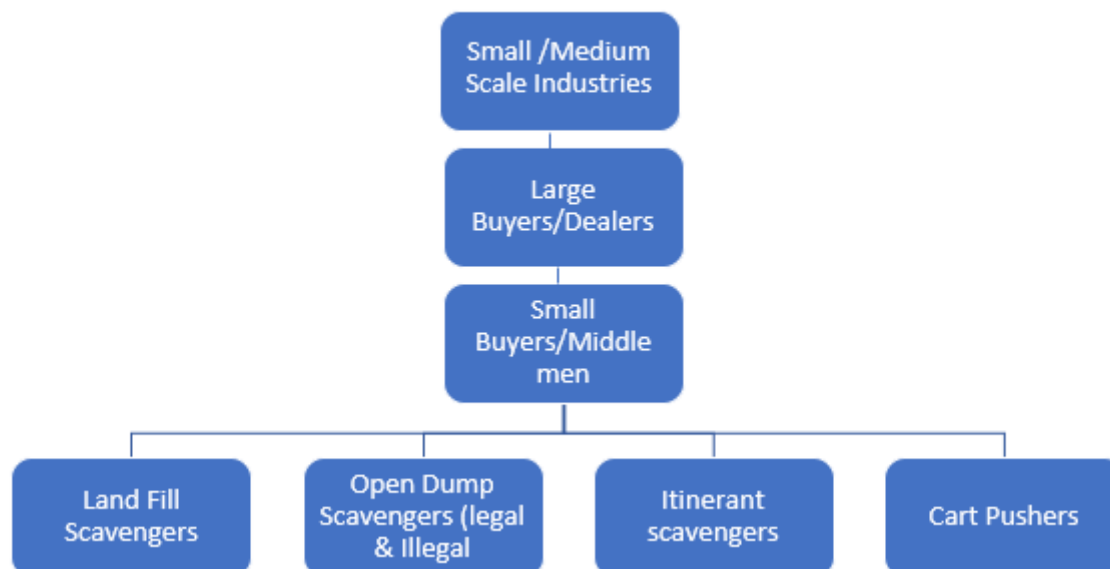 Small /Medium
Scale Industries
Large
Buyers/Dealers
Small
Buyers/Middle
men
Land Fill
Scavengers
Open Dump
Scavengers (legal
& Illegal
Itinerant
scavengers
Cart Pushers